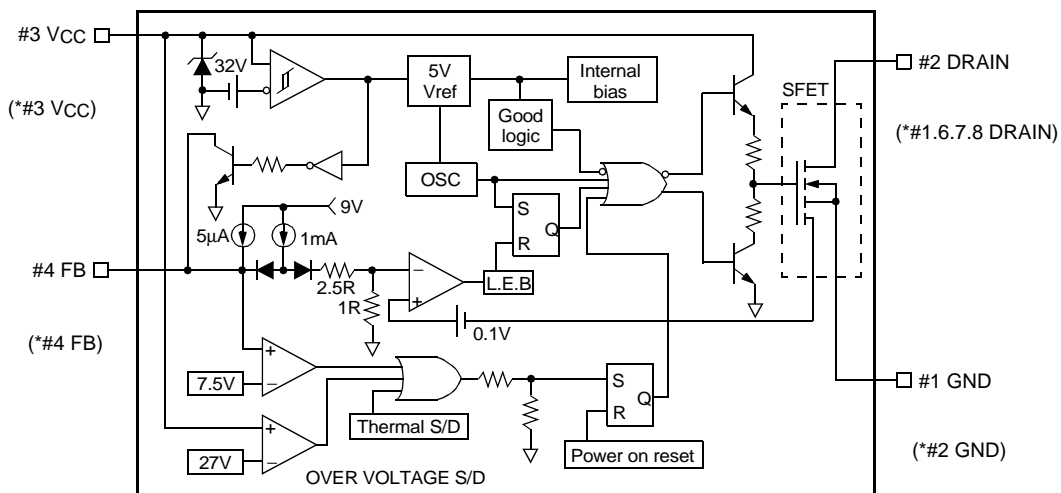 #3 VCC
32V
5V
Vref
Internal
bias
#2 DRAIN
SFET
(*#3 VCC)
Good
logic
(*#1.6.7.8 DRAIN)
OSC
9V
5µA
1mA
S
R
Q
#4 FB
2.5R
1R
−
+
L.E.B
0.1V
(*#4 FB)
+
−
7.5V
S
R
Q
#1 GND
Thermal S/D
+
−
27V
Power on reset
(*#2 GND)
OVER VOLTAGE S/D